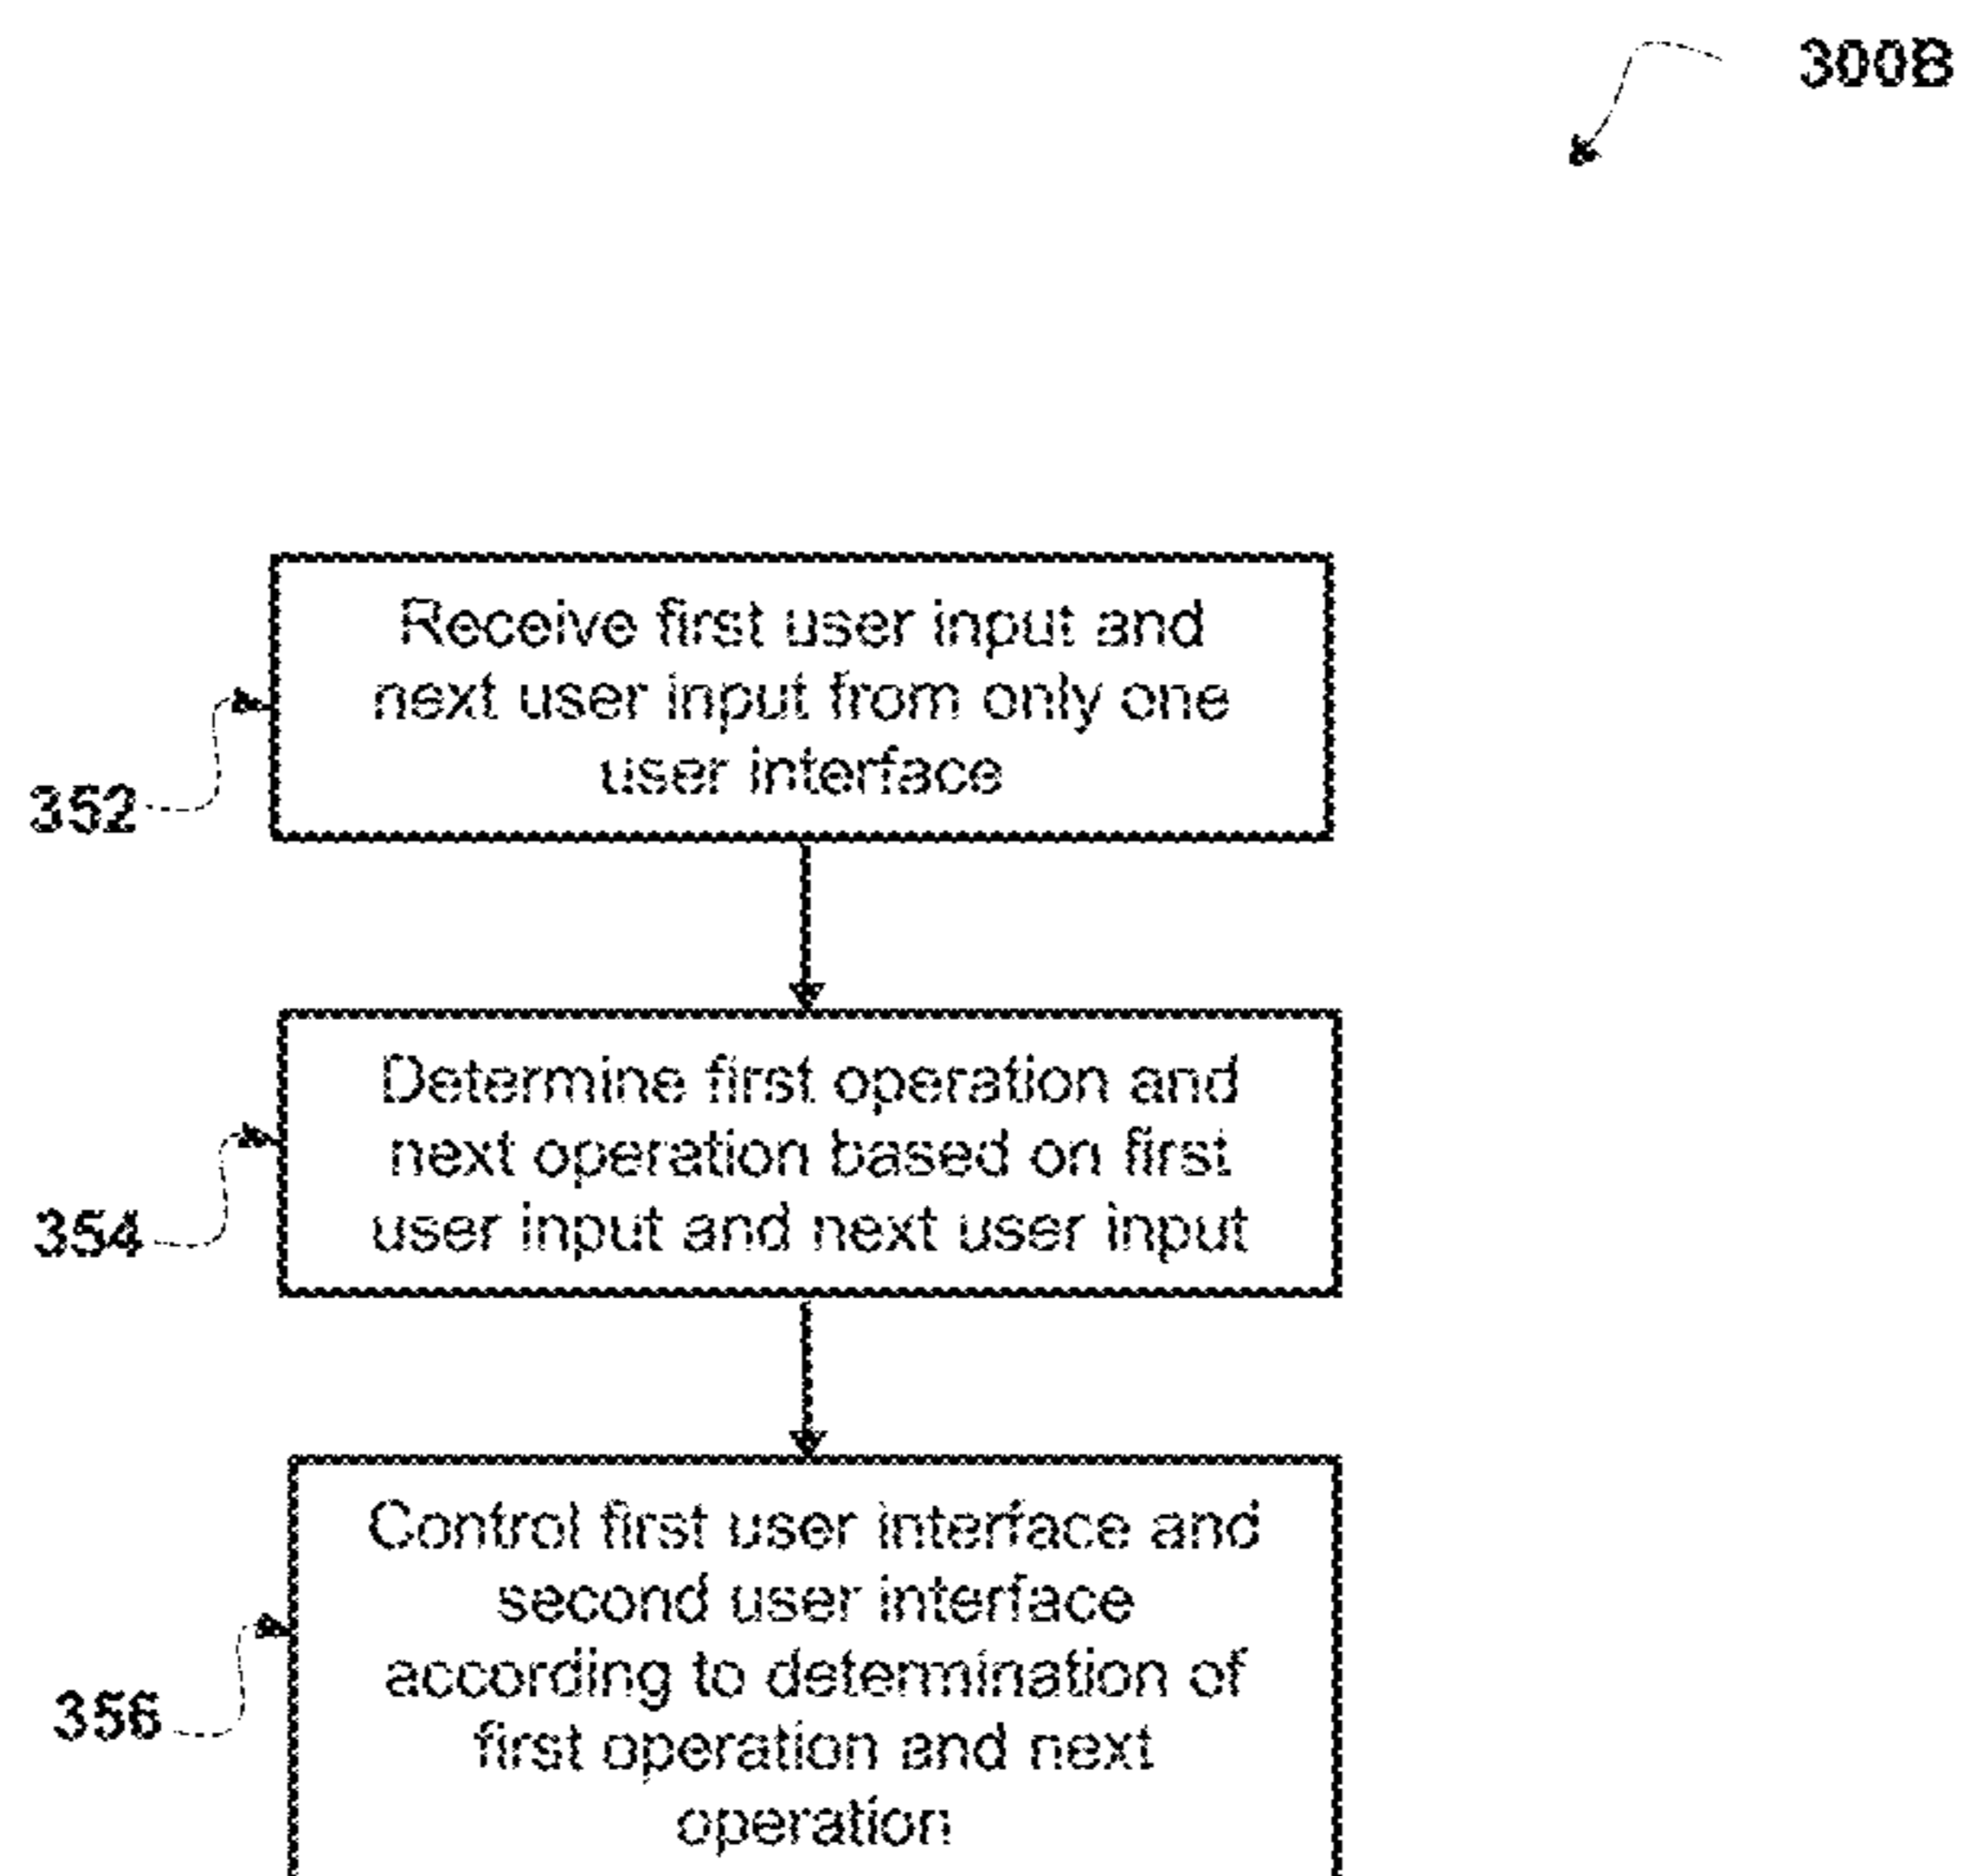 300B
Receive first user input and
next user input from only one
user interface
352
Determine first operation and
next operation based on first
user input and next user input
354
Control first user interface and
second user interface
according to determination of
first operation and next
operation
356